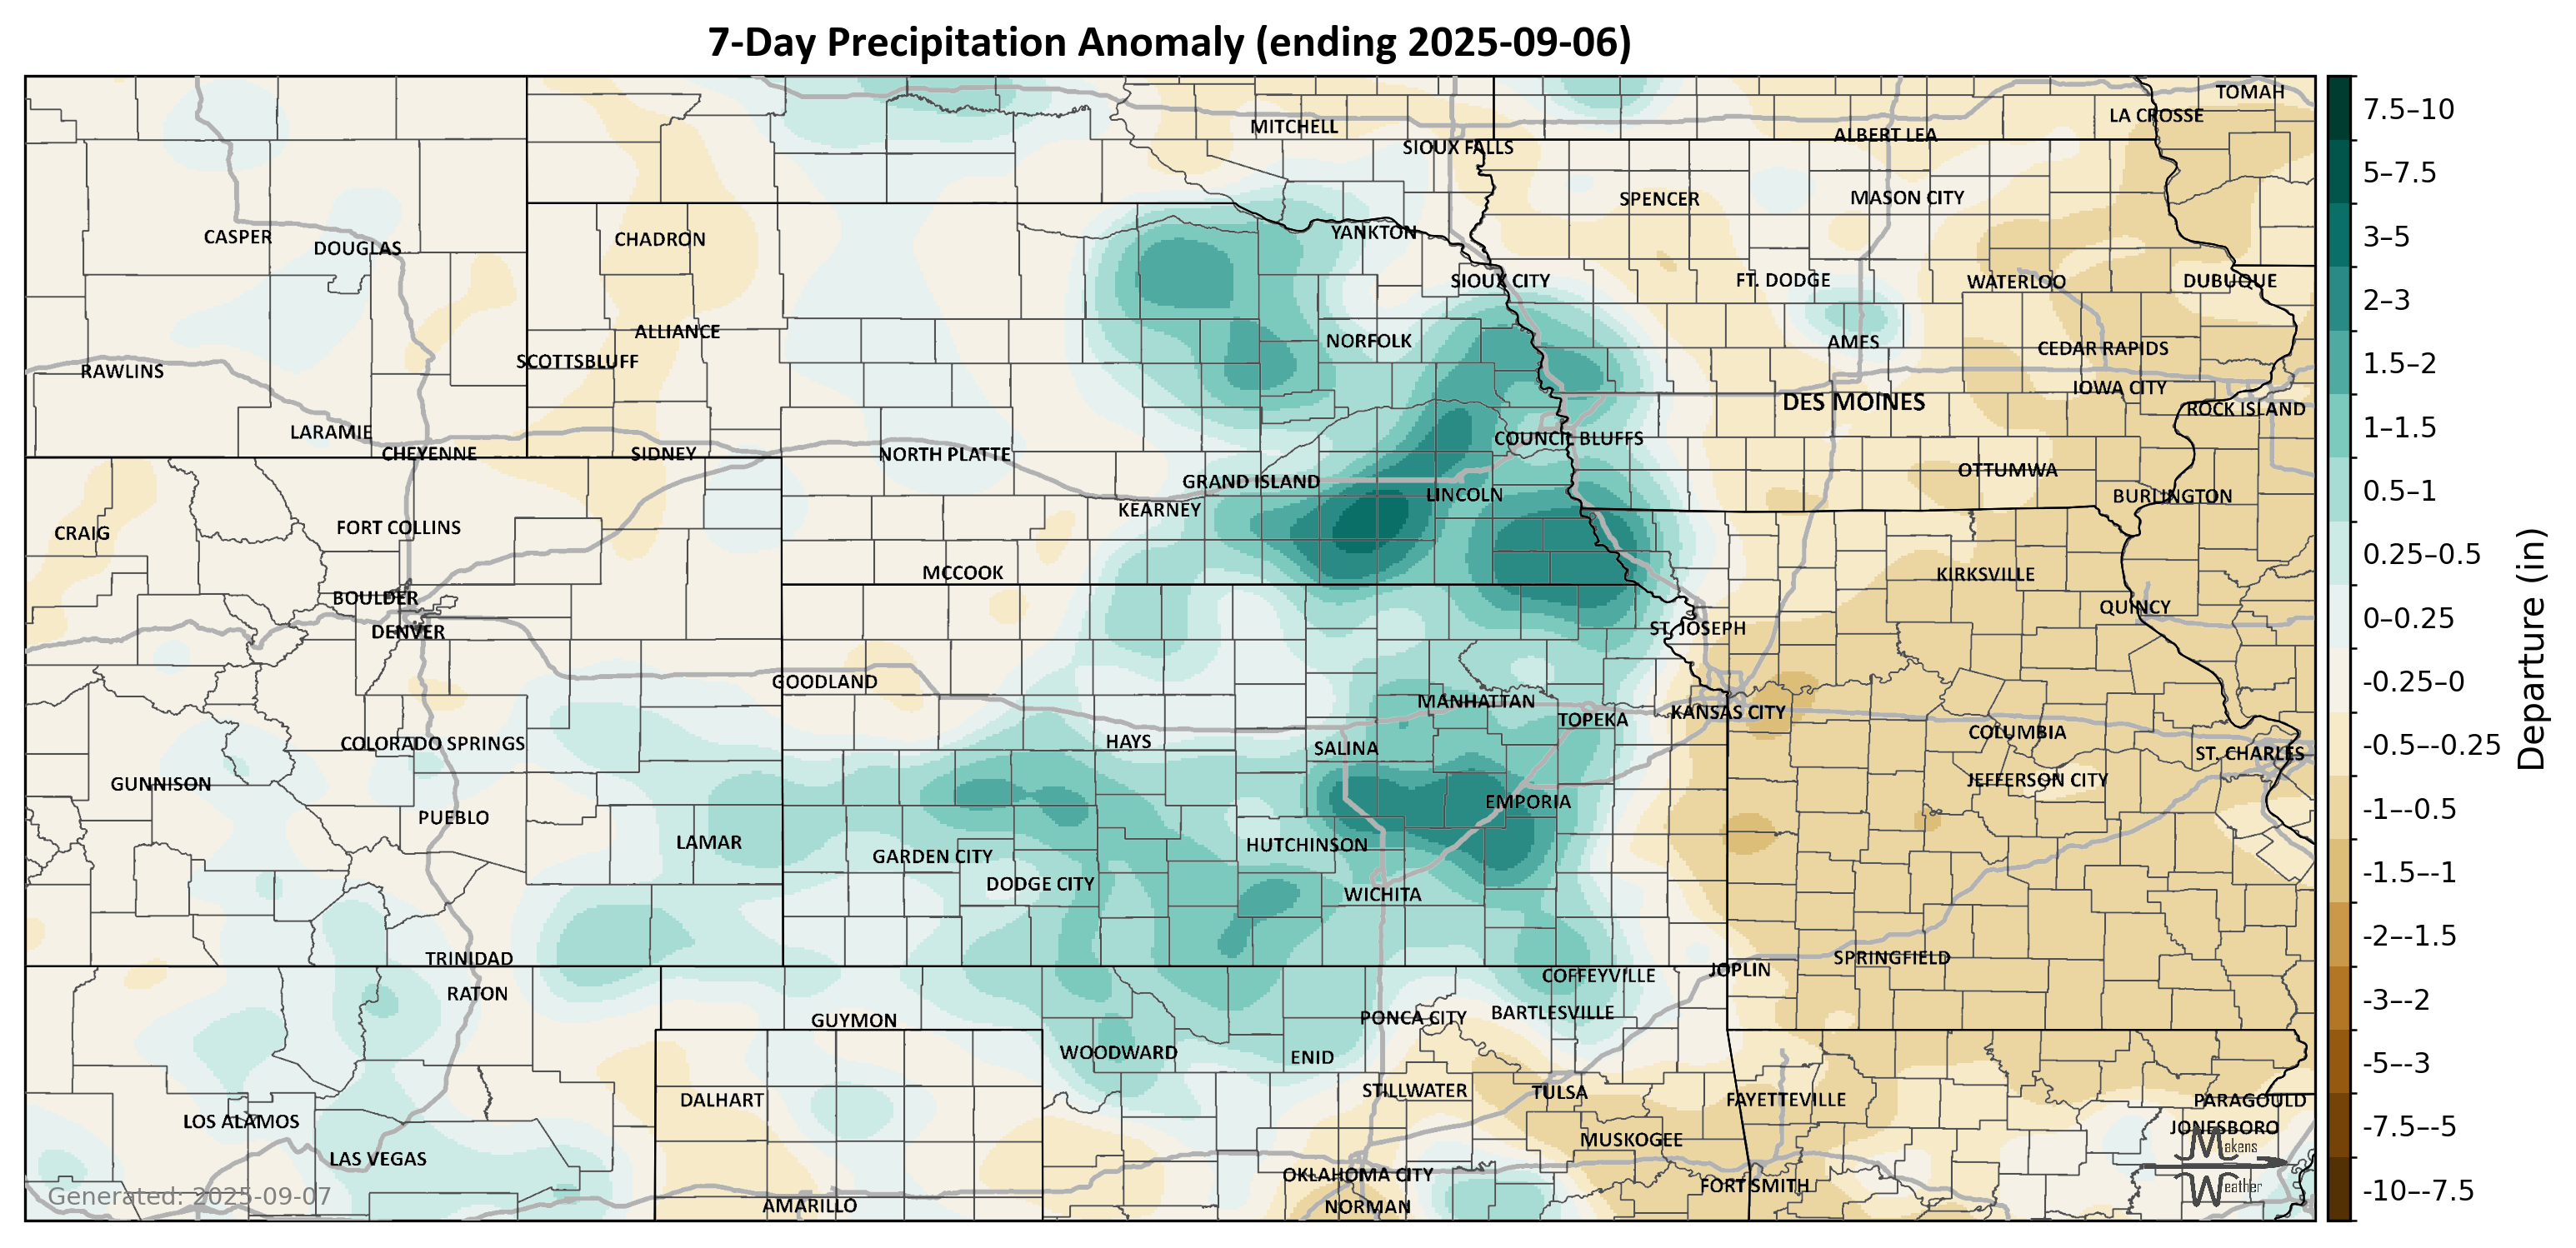 7-Day Precipitation Anomaly (ending 2025-09-06)
TOMAH
LA CROSSE
MITCHELL
ALBERT LEA
SIOUX FALLS
SPENCER
MASON CITY
CASPER
DOUGLAS
CHADRON
YANKTON
SIOUX CITY
FT. DODGE
WATERLOO
DUBUQUE
ALLIANCE
NORFOLK
AMES
CEDAR RAPIDS
SCOTTSBLUFF
RAWLINS
IOWA CITY
DES MOINES
ROCK ISLAND
LARAMIE
CHEYENNE
SIDNEY
NORTH PLATTE
COUNCIL BLUFFS
OTTUMWA
GRAND ISLAND
LINCOLN
BURLINGTON
KEARNEY
CRAIG
FORT COLLINS
MCCOOK
KIRKSVILLE
BOULDER
QUINCY
DENVER
ST. JOSEPH
GOODLAND
MANHATTAN
TOPEKA
KANSAS CITY
COLUMBIA
COLORADO SPRINGS
HAYS
SALINA
ST. CHARLES
GUNNISON
JEFFERSON CITY
EMPORIA
PUEBLO
LAMAR
HUTCHINSON
GARDEN CITY
DODGE CITY
WICHITA
TRINIDAD
SPRINGFIELD
JOPLIN
COFFEYVILLE
RATON
BARTLESVILLE
PONCA CITY
GUYMON
WOODWARD
ENID
STILLWATER
TULSA
DALHART
FAYETTEVILLE
PARAGOULD
LOS ALAMOS
JONESBORO
MUSKOGEE
LAS VEGAS
OKLAHOMA CITY
FORT SMITH
AMARILLO
NORMAN
Generated: 2025-09-07
Makens
Weather
7.5–10
5–7.5
3–5
2–3
1.5–2
1–1.5
0.5–1
0.25–0.5
0–0.25
-0.25–0
-0.5–-0.25
-1–-0.5
-1.5–-1
-2–-1.5
-3–-2
-5–-3
-7.5–-5
-10–-7.5
Departure (in)